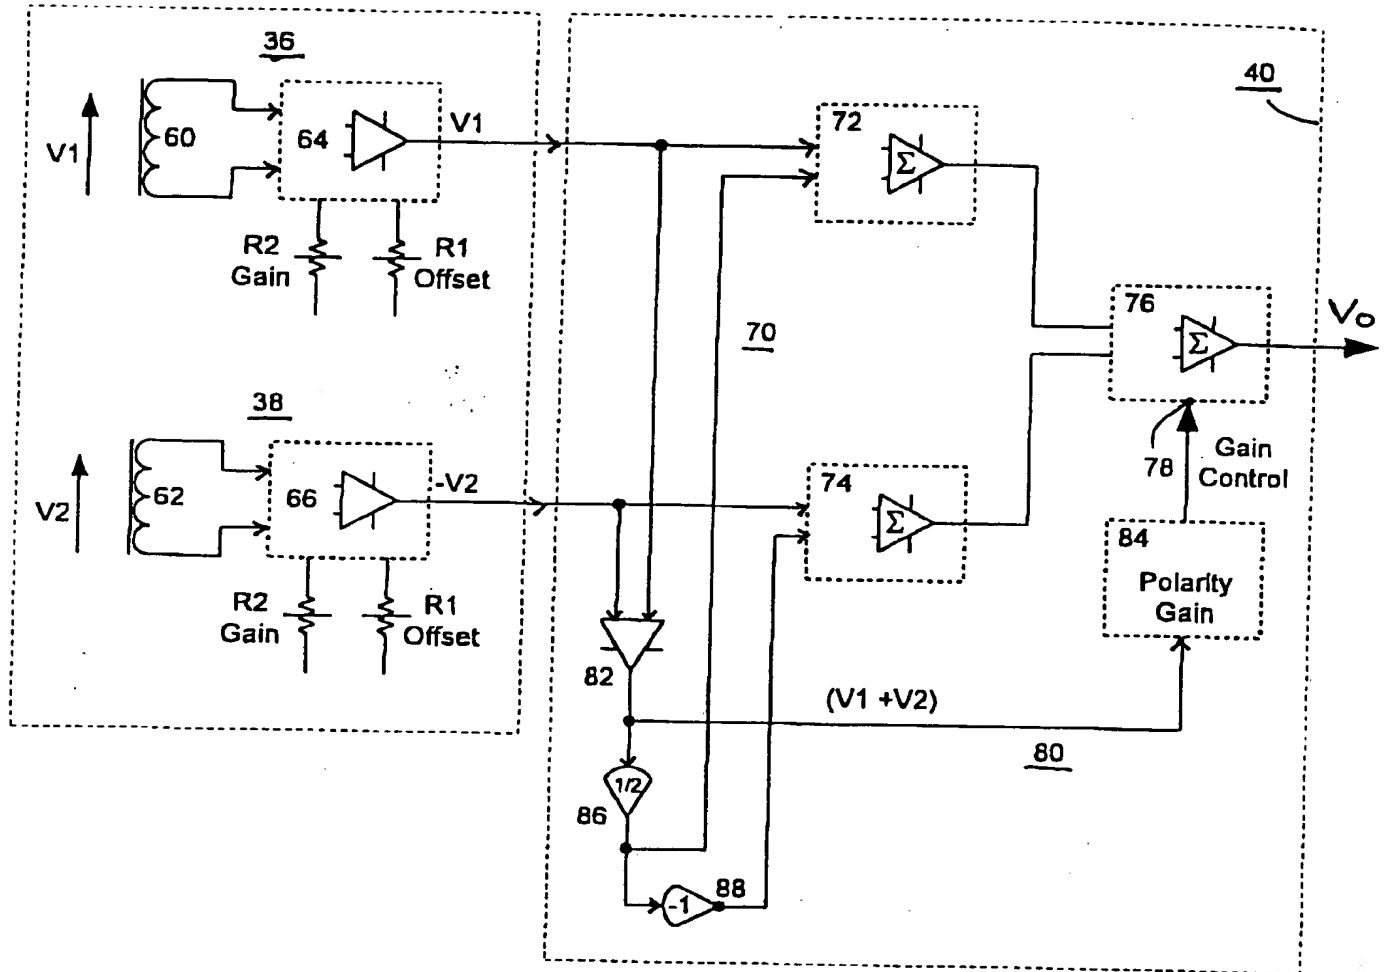 36
40
V1
60
64
V1
72
Σ
R2
Gain
R1
Offset
70
76
Σ
Vo
38
V2
62
66
-V2
74
Σ
78
Gain
Control
R2
Gain
R1
Offset
84
Polarity
Gain
82
(V1 +V2)
80
1/2
86
-1
88